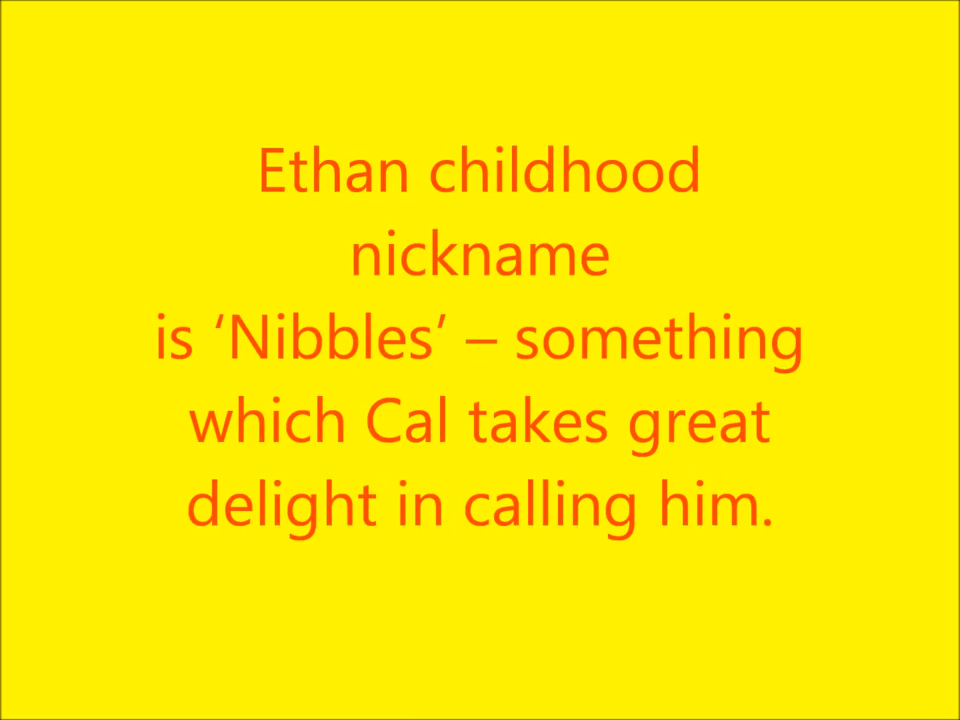 Ethan childhood
nickname
is ‘Nibbles’ – something
which Cal takes great
delight in calling him.